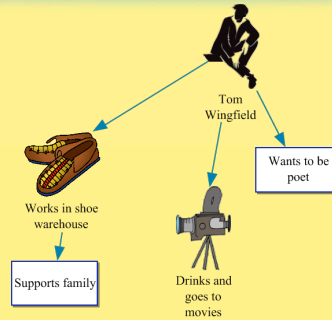 Tom
Wingfield
Wants to be
poet
Works in shoe
warehouse
Supports family
Drinks and
goes to
movies